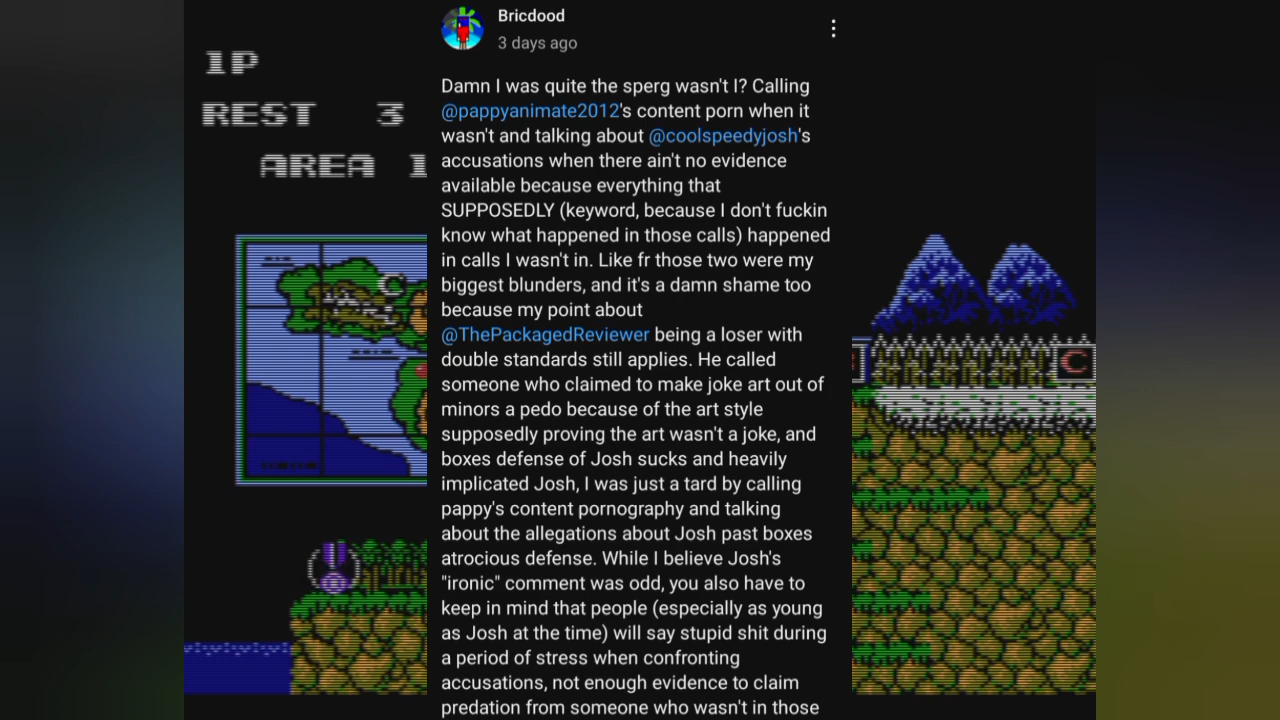 1P
REST 3
AREA 1
Bricdood
3 days ago
Damn I was quite the sperg wasn't I? Calling
@pappyanimate2012's content porn when it
wasn't and talking about @coolspeedyjosh's
accusations when there ain't no evidence
available because everything that
SUPPOSEDLY (keyword, because I don't fuckin
know what happened in those calls) happened
in calls I wasn't in. Like fr those two were my
biggest blunders, and it's a damn shame too
because my point about
@ThePackagedReviewer being a loser with
double standards still applies. He called
someone who claimed to make joke art out of
minors a pedo because of the art style
supposedly proving the art wasn't a joke, and
boxes defense of Josh sucks and heavily
implicated Josh, I was just a tard by calling
pappy's content pornography and talking
about the allegations about Josh past boxes
atrocious defense. While I believe Josh's
"ironic" comment was odd, you also have to
keep in mind that people (especially as young
as Josh at the time) will say stupid shit during
a period of stress when confronting
accusations, not enough evidence to claim
predation from someone who wasn't in those
C
C